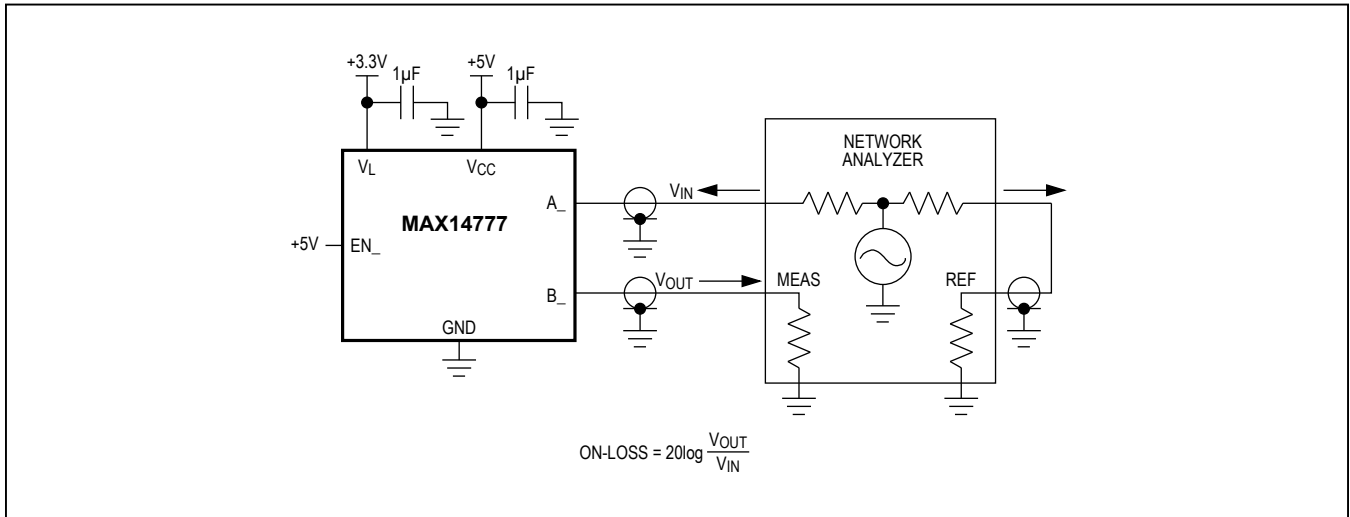 +3.3V
1µF
+5V
1µF
VL
VCC
NETWORK
ANALYZER
A_
VIN
MAX14777
+5V
EN_
B_
VOUT
MEAS
REF
GND
ON-LOSS = 20log VOUT/VIN